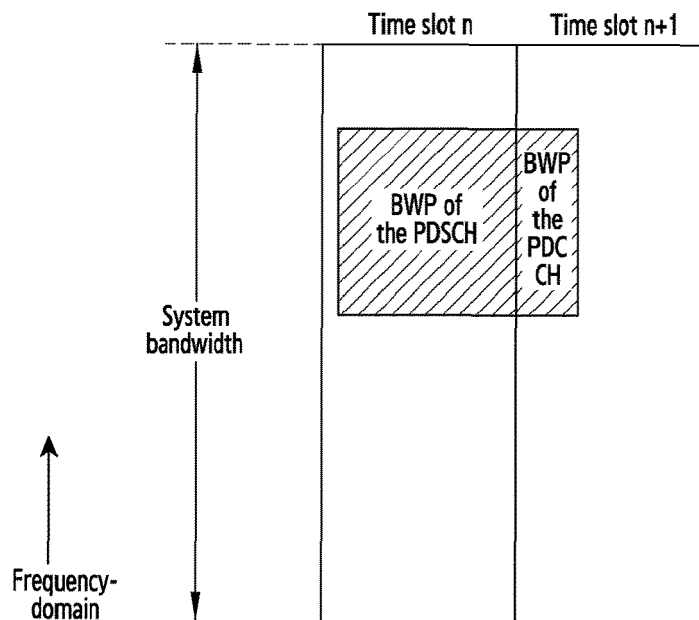 Time slot n
Time slot n+1
BWP of
the PDSCH
BWP
of
the
PDC
CH
System
bandwidth
Frequency-
domain